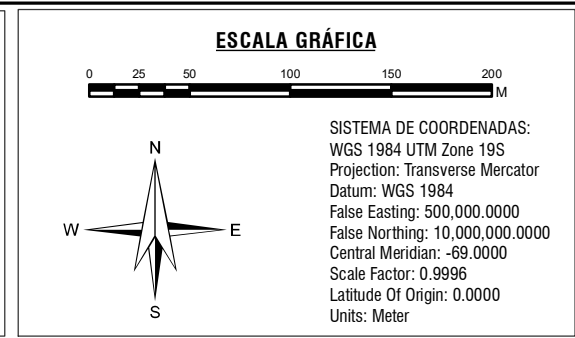 ESCALA GRÁFICA
0 25 50 100 150 200
M
N
W E
S
SISTEMA DE COORDENADAS:
WGS 1984 UTM Zone 19S
Projection: Transverse Mercator
Datum: WGS 1984
False Easting: 500,000.0000
False Northing: 10,000,000.0000
Central Meridian: -69.0000
Scale Factor: 0.9996
Latitude Of Origin: 0.0000
Units: Meter